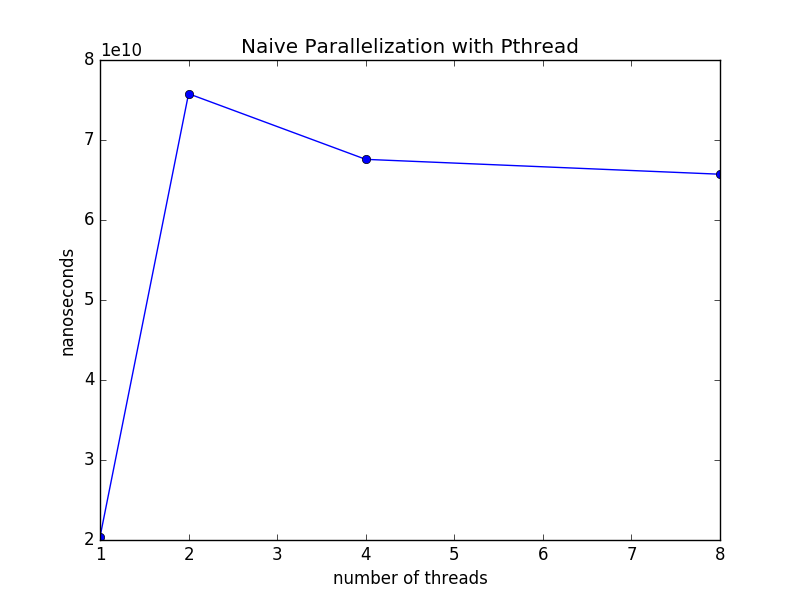 Naive Parallelization with Pthread
1e10
8
7
6
5
4
3
2
nanoseconds
1 2 3 4 5 6 7 8
number of threads